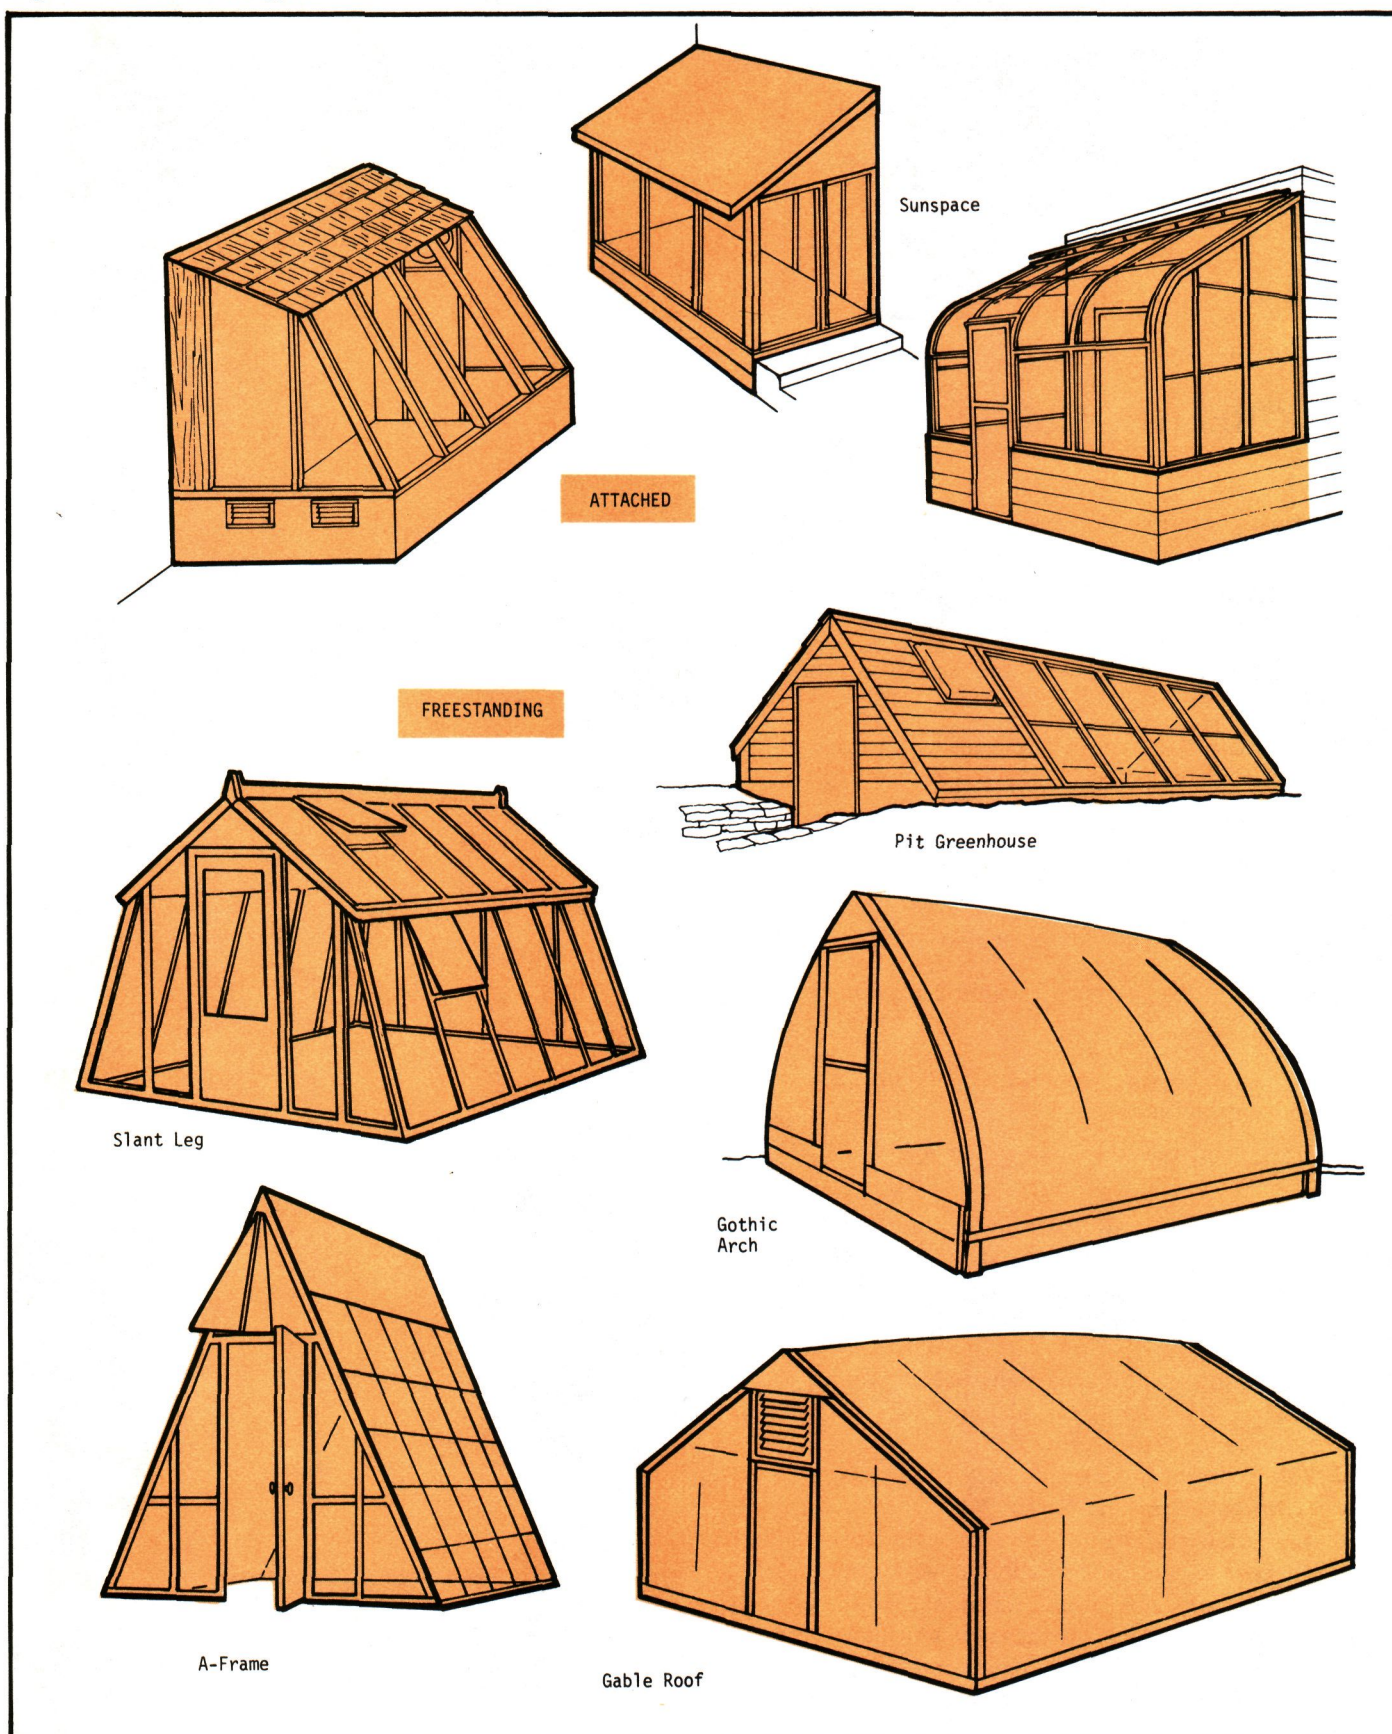 Sunspace
ATTACHED
FREESTANDING
Pit Greenhouse
Slant Leg
Gothic
Arch
A-Frame
Gable Roof